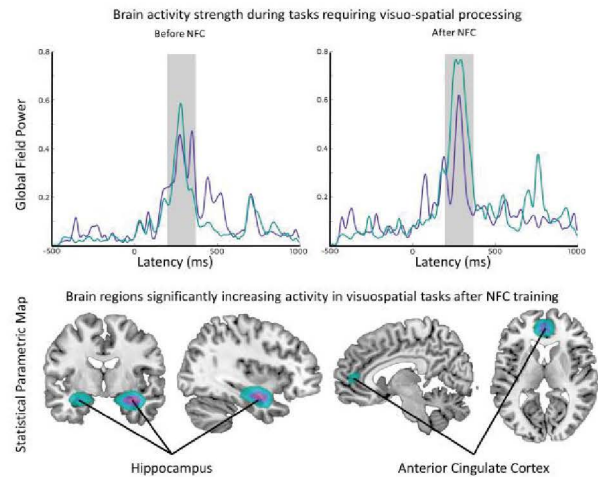 Brain activity strength during tasks requiring visuo-spatial processing
Before NFC
After NFC
Global Field Power
0.8
0.6
0.4
0.2
-500
0
500
1000
Latency (ms)
0.8
0.6
0.4
0.2
-500
0
500
1000
Latency (ms)
Brain regions significantly increasing activity in visuospatial tasks after NFC training
Statistical Parametric Map
Hippocampus
Anterior Cingulate Cortex